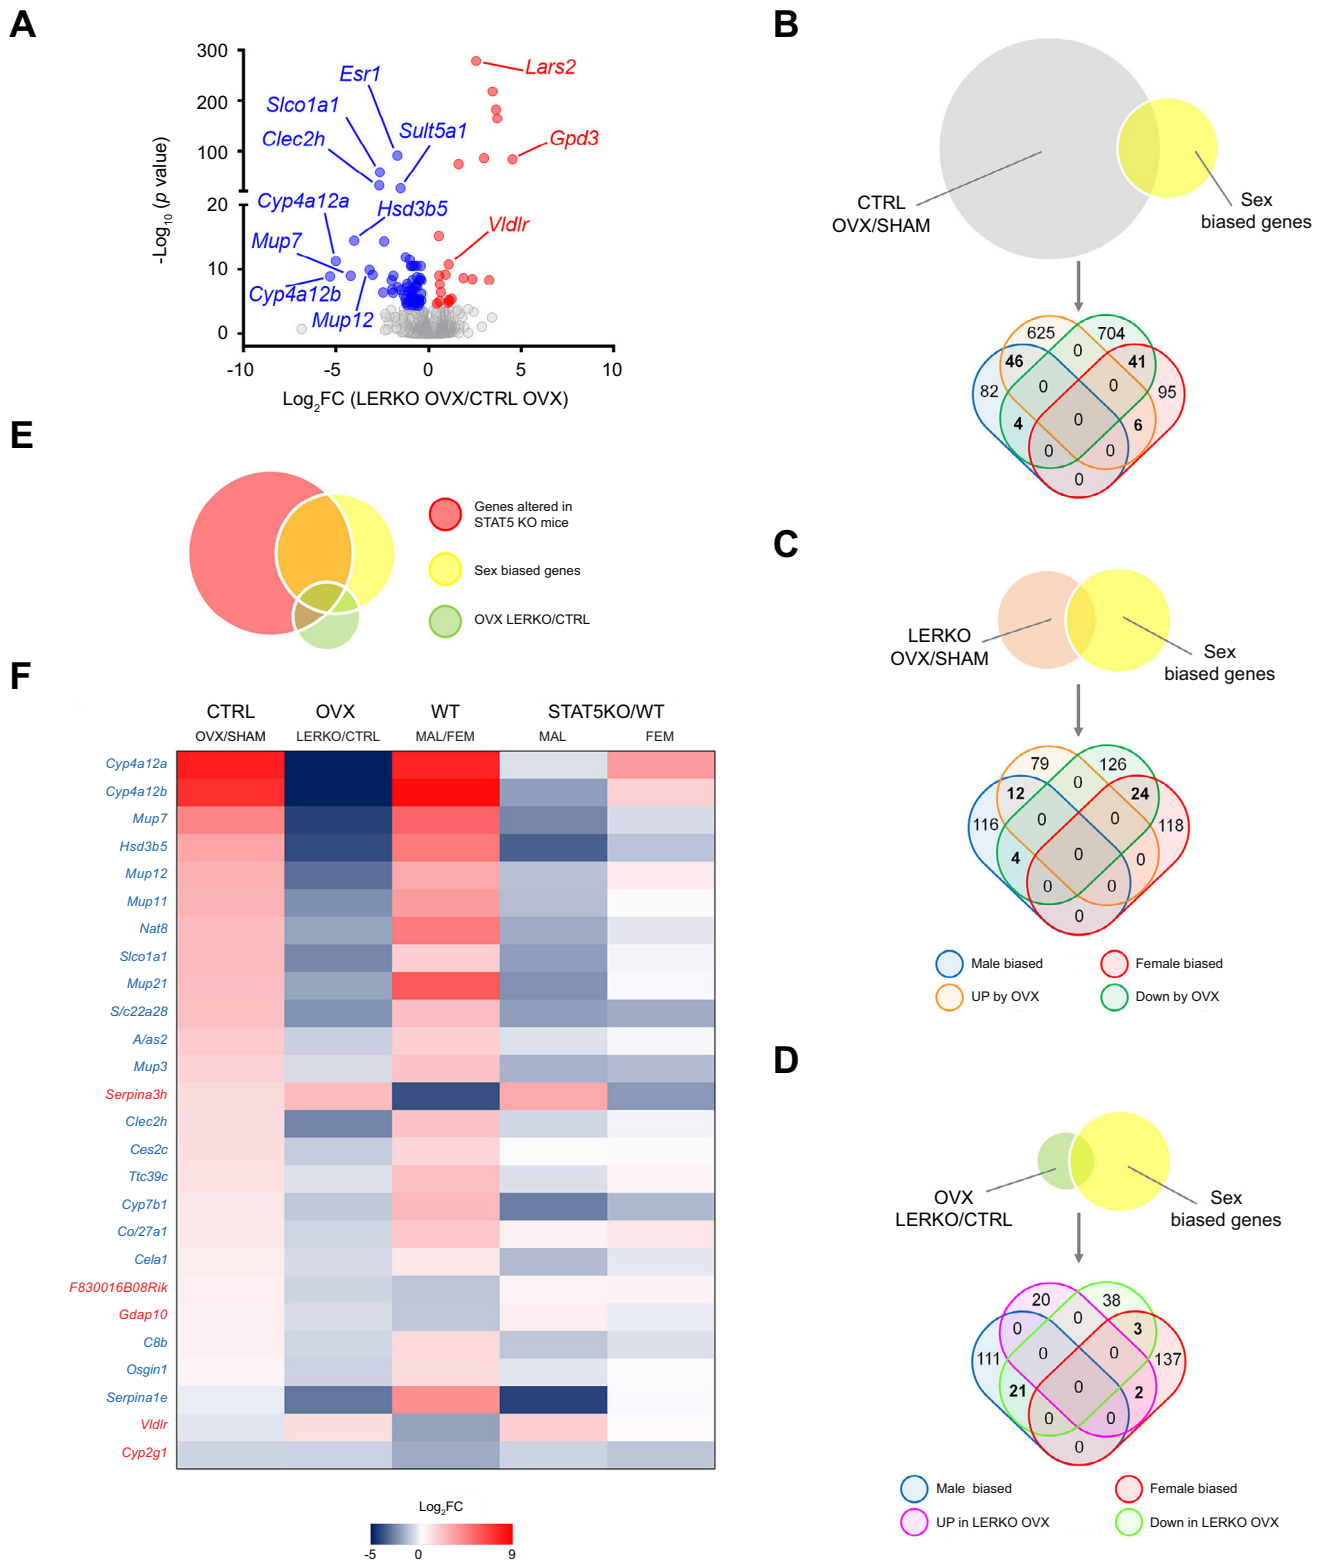 A
300
200
100
20
10
0
-Log10 (p value)
Esr1
Slco1a1
Clec2h
Sult5a1
Lars2
Gpd3
Cyp4a12a
Hsd3b5
Mup7
Vldlr
Cyp4a12b
Mup12
-10
-5
0
5
10
Log2FC (LERKO OVX/CTRL OVX)
B
CTRL
OVX/SHAM
Sex
biased genes
625
704
0
46
41
82
0
0
95
4
0
6
0
0
0
C
LERKO
OVX/SHAM
Sex
biased genes
79
126
0
12
24
116
0
0
118
4
0
0
0
0
0
Male biased
Female biased
UP by OVX
Down by OVX
D
OVX
LERKO/CTRL
Sex
biased genes
20
38
0
0
3
111
0
0
137
21
0
2
0
0
0
Male biased
Female biased
UP in LERKO OVX
Down in LERKO OVX
E
Genes altered in
STAT5 KO mice
Sex biased genes
OVX LERKO/CTRL
F
CTRL
OVX
WT
STAT5KO/WT
OVX/SHAM
LERKO/CTRL
MAL/FEM
MAL
FEM
Cyp4a12a
Cyp4a12b
Mup7
Hsd3b5
Mup12
Mup11
Nat8
Slco1a1
Mup21
S/c22a28
A/as2
Mup3
Serpina3h
Clec2h
Ces2c
Ttc39c
Cyp7b1
Co/27a1
Cela1
F830016B08Rik
Gdap10
C8b
Osgin1
Serpina1e
Vldlr
Cyp2g1
Log2FC
-5
0
9